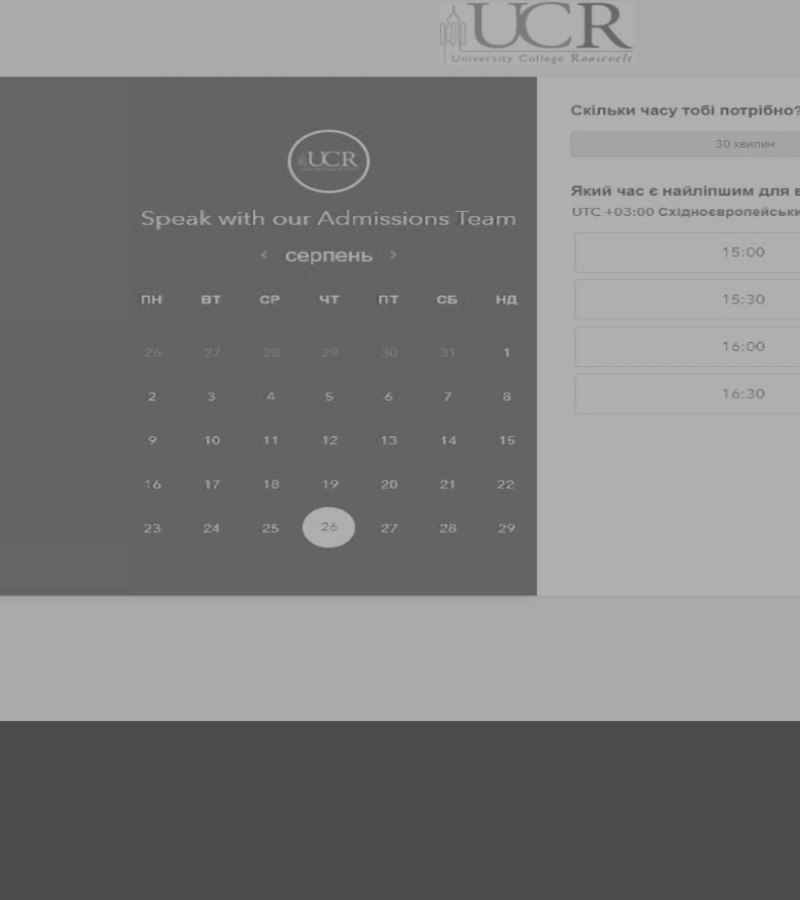 UCR
University College Roosevelt
UCR
Speak with our Admissions Team
< серпень >
ПН ВТ СР ЧТ ПТ СБ НД
26 27 28 29 30 31 1
2 3 4 5 6 7 8
9 10 11 12 13 14 15
16 17 18 19 20 21 22
23 24 25 26 27 28 29
Скільки часу тобі потрібно?
30 хвилин
Який час є найліпшим для
UTC +03:00
15:00
15:30
16:00
16:30